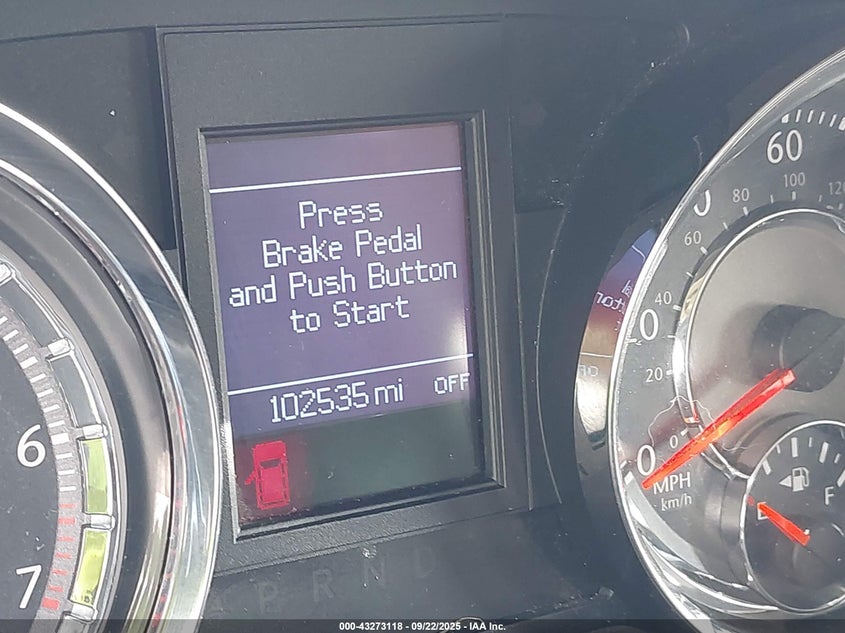 Press
Brake Pedal
and Push Button
to Start
102535 mi OFF
6
7
P R N D
60
100
80
60
40
20
0
0
MPH
km/h
E F
000-43273118 - 09/22/2025 - IAA Inc.